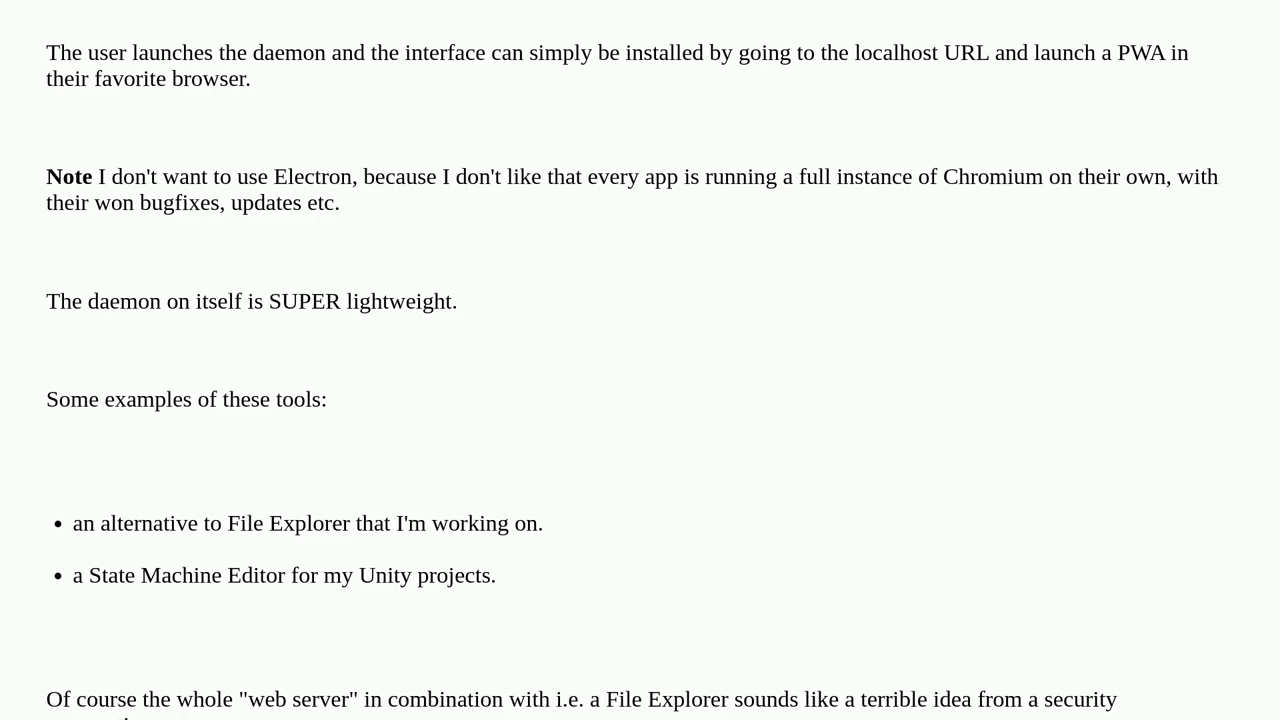 The user launches the daemon and the interface can simply be installed by going to the localhost URL and launch a PWA in
their favorite browser.
Note I don't want to use Electron, because I don't like that every app is running a full instance of Chromium on their own, with
their won bugfixes, updates etc.
The daemon on itself is SUPER lightweight.
Some examples of these tools:
• an alternative to File Explorer that I'm working on.
• a State Machine Editor for my Unity projects.
Of course the whole "web server" in combination with i.e. a File Explorer sounds like a terrible idea from a security